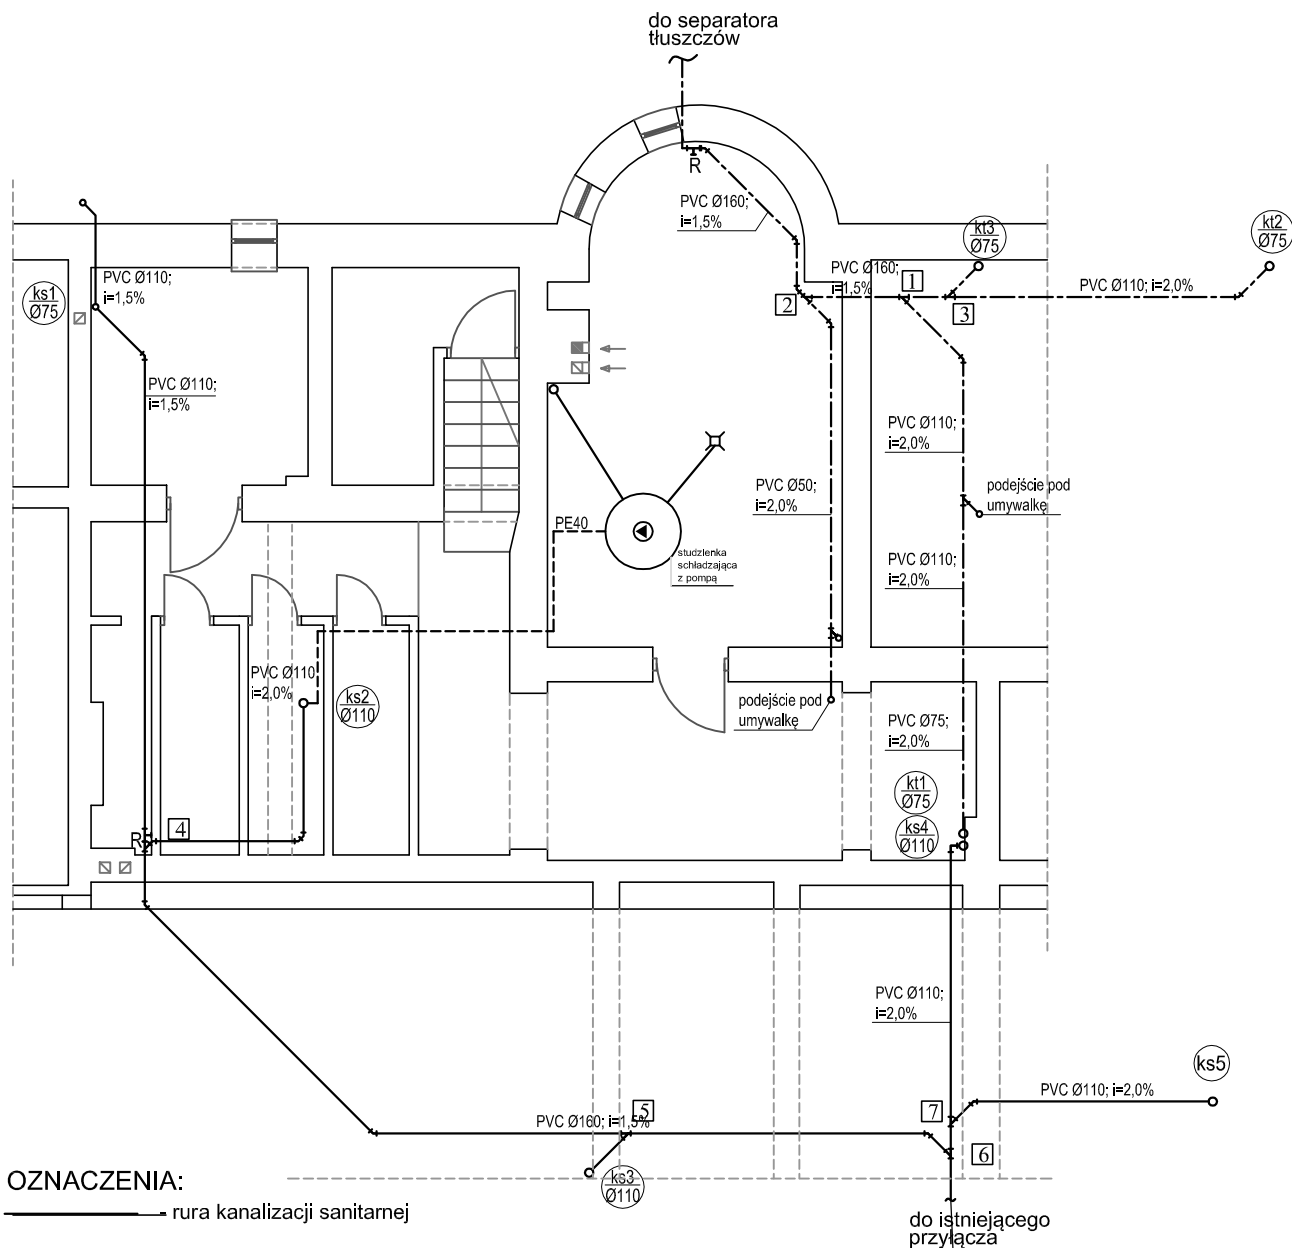 do separatora
tłuszczów
R
PVC Ø160;
i=1,5%
kt3
Ø75
kt2
Ø75
PVC Ø160;
i=1,5%
1
PVC Ø110; i=2,0%
2
3
PVC Ø110;
i=1,5%
ks1
Ø75
PVC Ø110;
i=1,5%
PVC Ø110;
i=2,0%
PVC Ø50;
i=2,0%
podejście pod
umywalkę
PE40
studzienka
schładzająca
z pompą
PVC Ø110;
i=2,0%
PVC Ø110
i=2,0%
ks2
Ø110
podejście pod
umywalkę
PVC Ø75;
i=2,0%
kt1
Ø75
ks4
Ø110
R
4
PVC Ø110;
i=2,0%
ks5
PVC Ø110; i=2,0%
5
7
PVC Ø160; i=1,5%
6
ks3
Ø110
OZNACZENIA:
- rura kanalizacji sanitarnej
do istniejącego
przyłącza